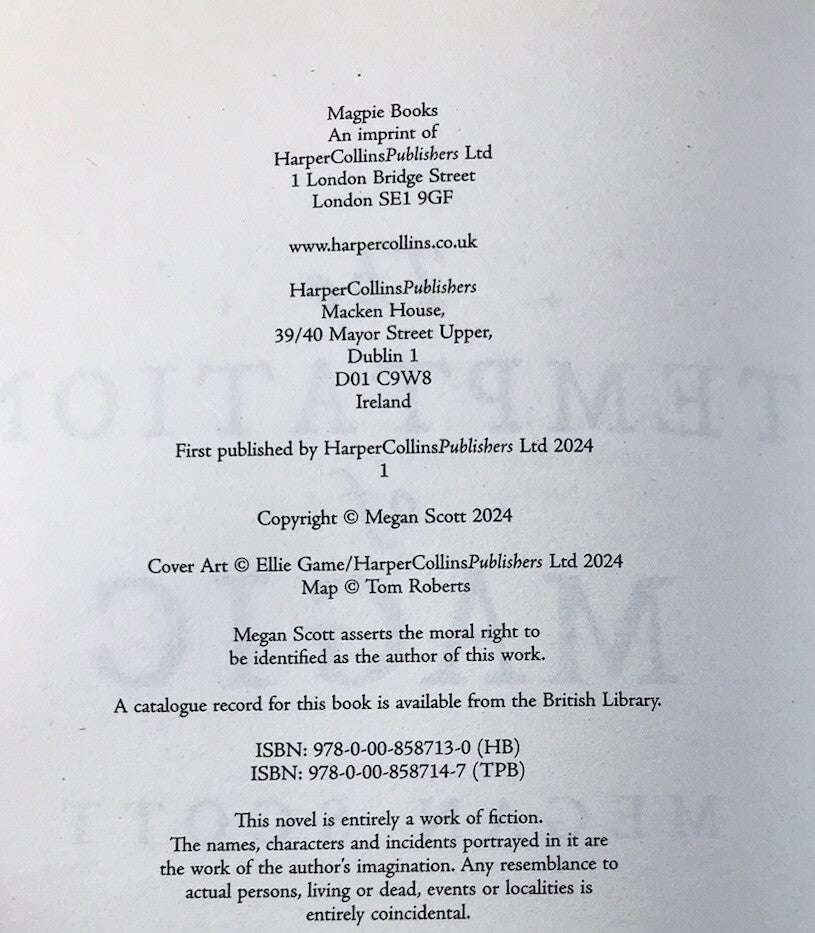 Magpie Books
An imprint of
HarperCollinsPublishers Ltd
1 London Bridge Street
London SE1 9GF
www.harpercollins.co.uk
HarperCollinsPublishers
Macken House,
39/40 Mayor Street Upper,
Dublin 1
D01 C9W8
Ireland
First published by HarperCollinsPublishers Ltd 2024
1
Copyright © Megan Scott 2024
Cover Art © Ellie Game/HarperCollinsPublishers Ltd 2024
Map © Tom Roberts
Megan Scott asserts the moral right to
be identified as the author of this work.
A catalogue record for this book is available from the British Library.
ISBN: 978-0-00-858713-0 (HB)
ISBN: 978-0-00-858714-7 (TPB)
This novel is entirely a work of fiction.
The names, characters and incidents portrayed in it are
the work of the author's imagination. Any resemblance to
actual persons, living or dead, events or localities is
entirely coincidental.
The
TEMPTATION
of
MAGIC
MEGAN SCOTT